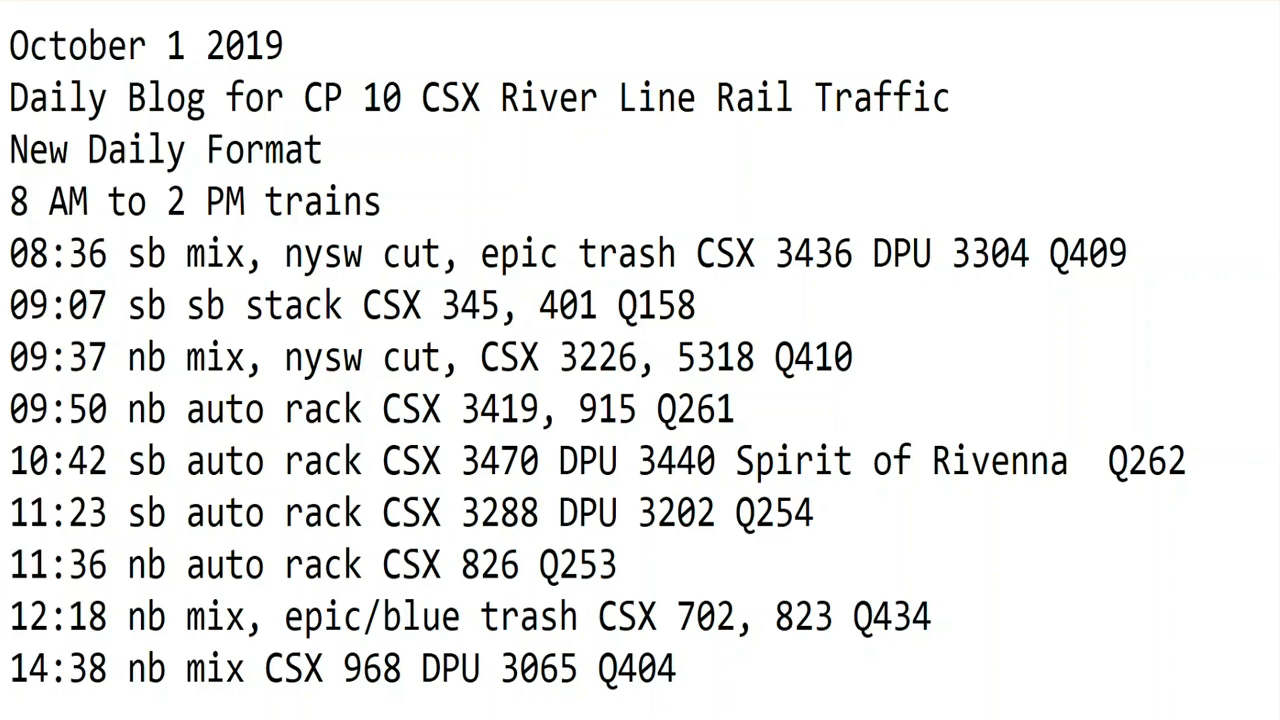 October 1 2019
Daily Blog for CP 10 CSX River Line Rail Traffic
New Daily Format
8 AM to 2 PM trains
08:36 sb mix, nysw cut, epic trash CSX 3436 DPU 3304 Q409
09:07 sb sb stack CSX 345, 401 Q158
09:37 nb mix, nysw cut, CSX 3226, 5318 Q410
09:50 nb auto rack CSX 3419, 915 Q261
10:42 sb auto rack CSX 3470 DPU 3440 Spirit of Rivenna  Q262
11:23 sb auto rack CSX 3288 DPU 3202 Q254
11:36 nb auto rack CSX 826 Q253
12:18 nb mix, epic/blue trash CSX 702, 823 Q434
14:38 nb mix CSX 968 DPU 3065 Q404